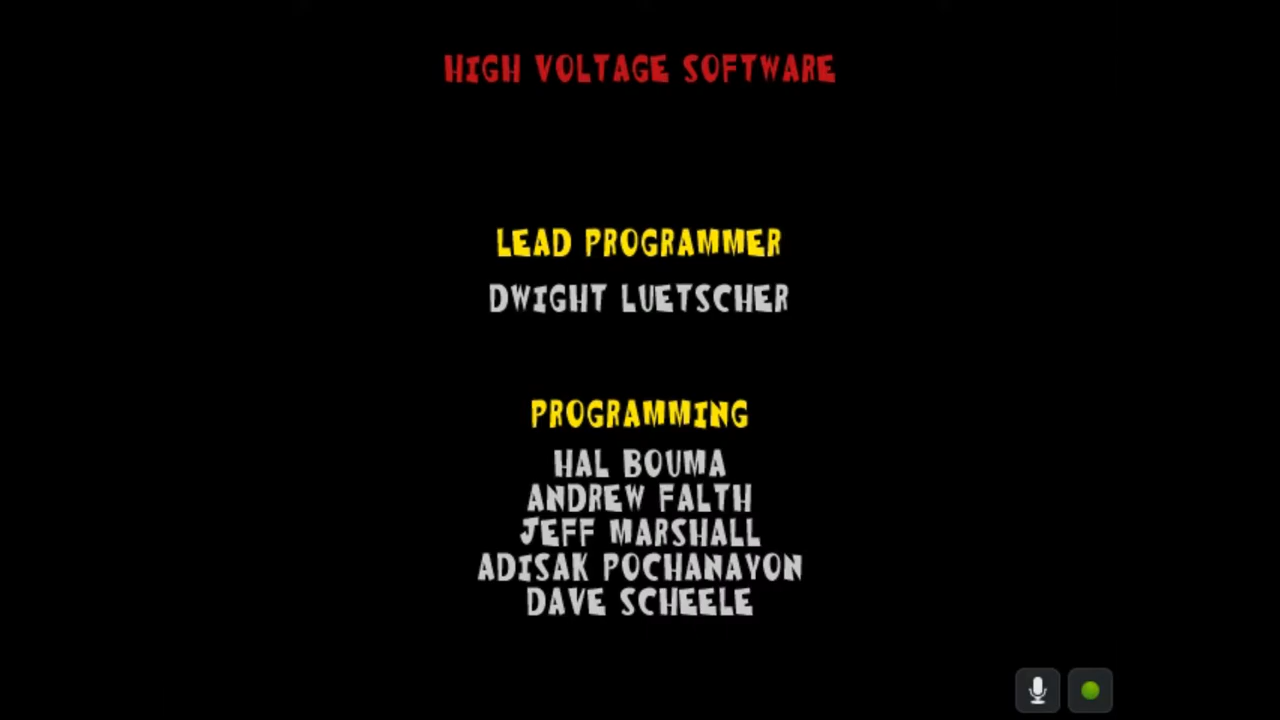 HIGH VOLTAGE SOFTWARE
LEAD PROGRAMMER
DWIGHT LUETSCHER
PROGRAMMING
HAL BOUMA
ANDREW FALTH
JEFF MARSHALL
ADISAK POCHANAYON
DAVE SCHEELE